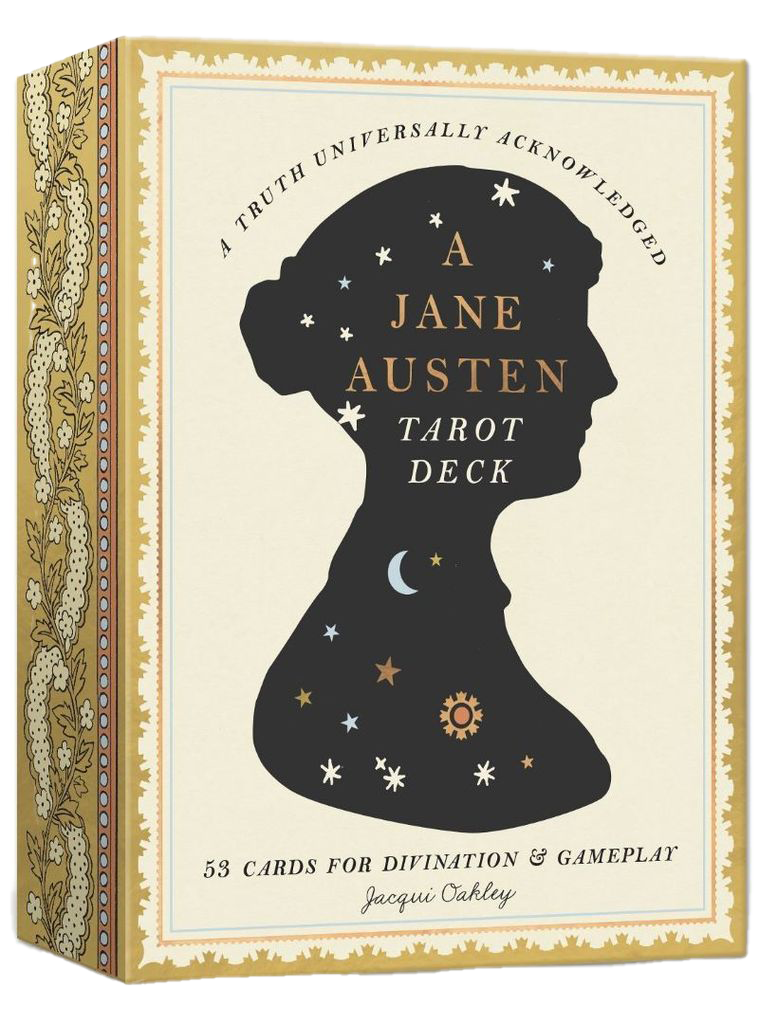 A TRUTH UNIVERSALLY ACKNOWLEDGED
A
JANE
AUSTEN
TAROT
DECK
53 CARDS FOR DIVINATION & GAMEPLAY
Jacqui Oakley